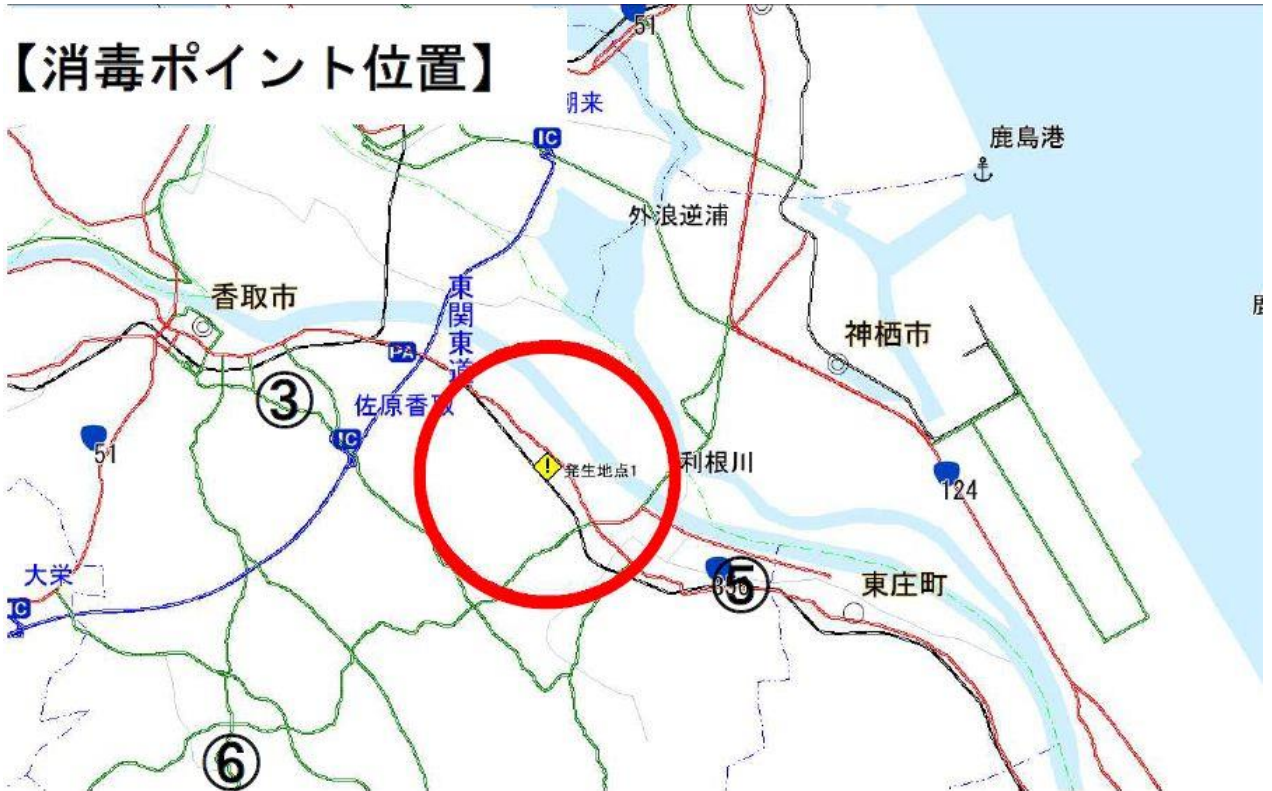 【消毒ポイント位置】
51
潮来
IC
鹿島港
外浪逆浦
香取市
東関東道
神栖市
PA
③
佐原香取
IC
51
発生地点1
利根川
124
大栄
IC
356
⑤
東庄町
⑥